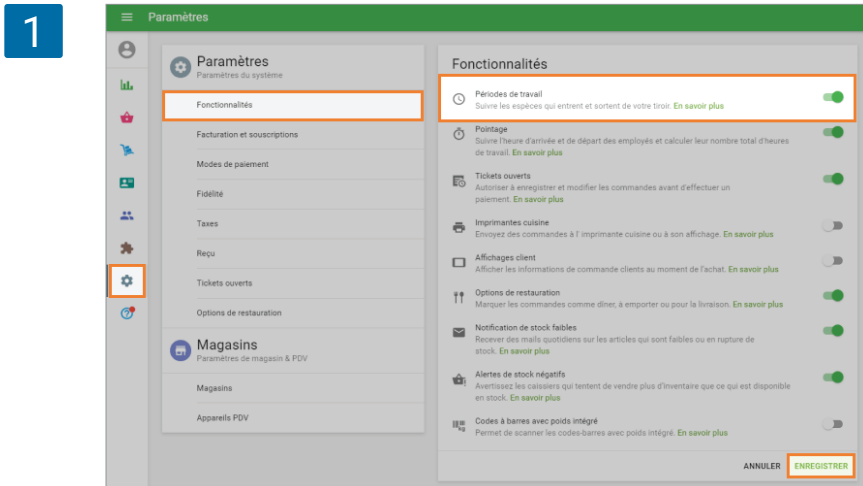 1
Paramètres
Paramètres
Paramètres du système
Fonctionnalités
Facturation et souscriptions
Modes de paiement
Fidélité
Taxes
Reçu
Tickets ouverts
Options de restauration
Magasins
Paramètres de magasin & PDV
Magasins
Appareils PDV
Fonctionnalités
Périodes de travail
Suivre les espèces qui entrent et sortent de votre tiroir. En savoir plus
Pointage
Suivre l'heure d'arrivée et de départ des employés et calculer leur nombre total d'heures
de travail. En savoir plus
Tickets ouverts
Autoriser à enregistrer et modifier les commandes avant d'effectuer un
paiement. En savoir plus
Imprimantes cuisine
Envoyez des commandes à l' imprimante cuisine ou à son affichage. En savoir plus
Affichages client
Afficher les informations de commande clients au moment de l'achat. En savoir plus
Options de restauration
Marquer les commandes comme dîner, à emporter ou pour la livraison. En savoir plus
Notification de stock faibles
Recever des mails quotidiens sur les articles qui sont faibles ou en rupture de
stock. En savoir plus
Alertes de stock négatifs
Avertissez les caissiers qui tentent de vendre plus d'inventaire que ce qui est disponible
en stock. En savoir plus
Codes à barres avec poids intégré
Permet de scanner les codes-barres avec poids intégré. En savoir plus
ANNULER ENREGISTRER